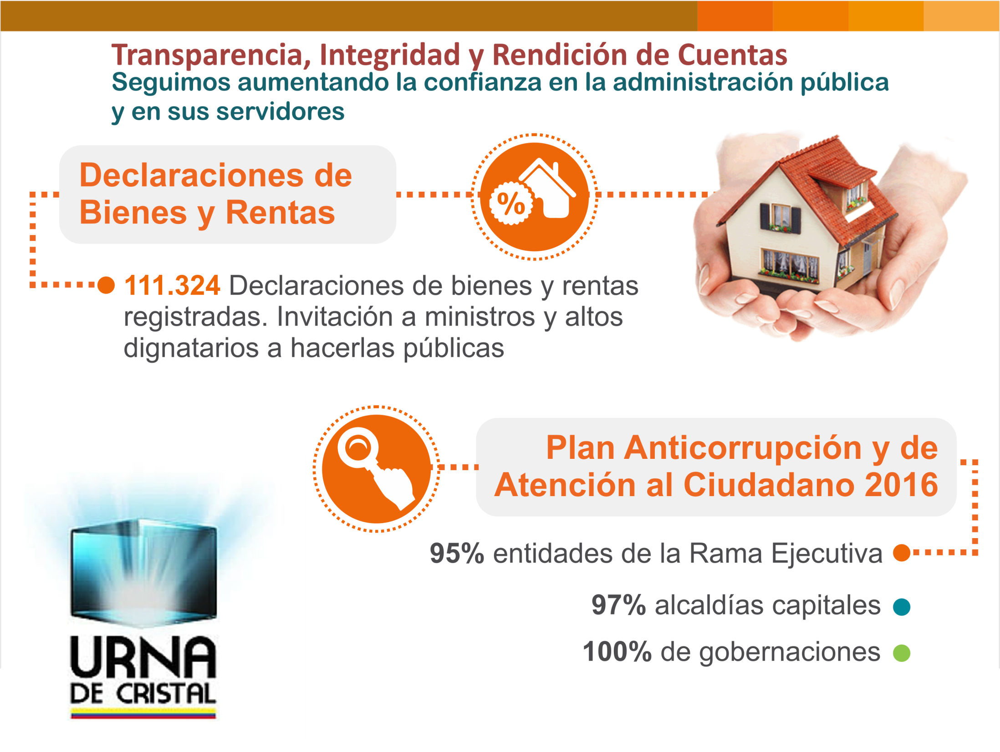 Transparencia, Integridad y Rendición de Cuentas
Seguimos aumentando la confianza en la administración pública
y en sus servidores
Declaraciones de
Bienes y Rentas
%
111.324 Declaraciones de bienes y rentas
registradas. Invitación a ministros y altos
dignatarios a hacerlas públicas
Plan Anticorrupción y de
Atención al Ciudadano 2016
95% entidades de la Rama Ejecutiva
97% alcaldías capitales
100% de gobernaciones
URNA
DE CRISTAL